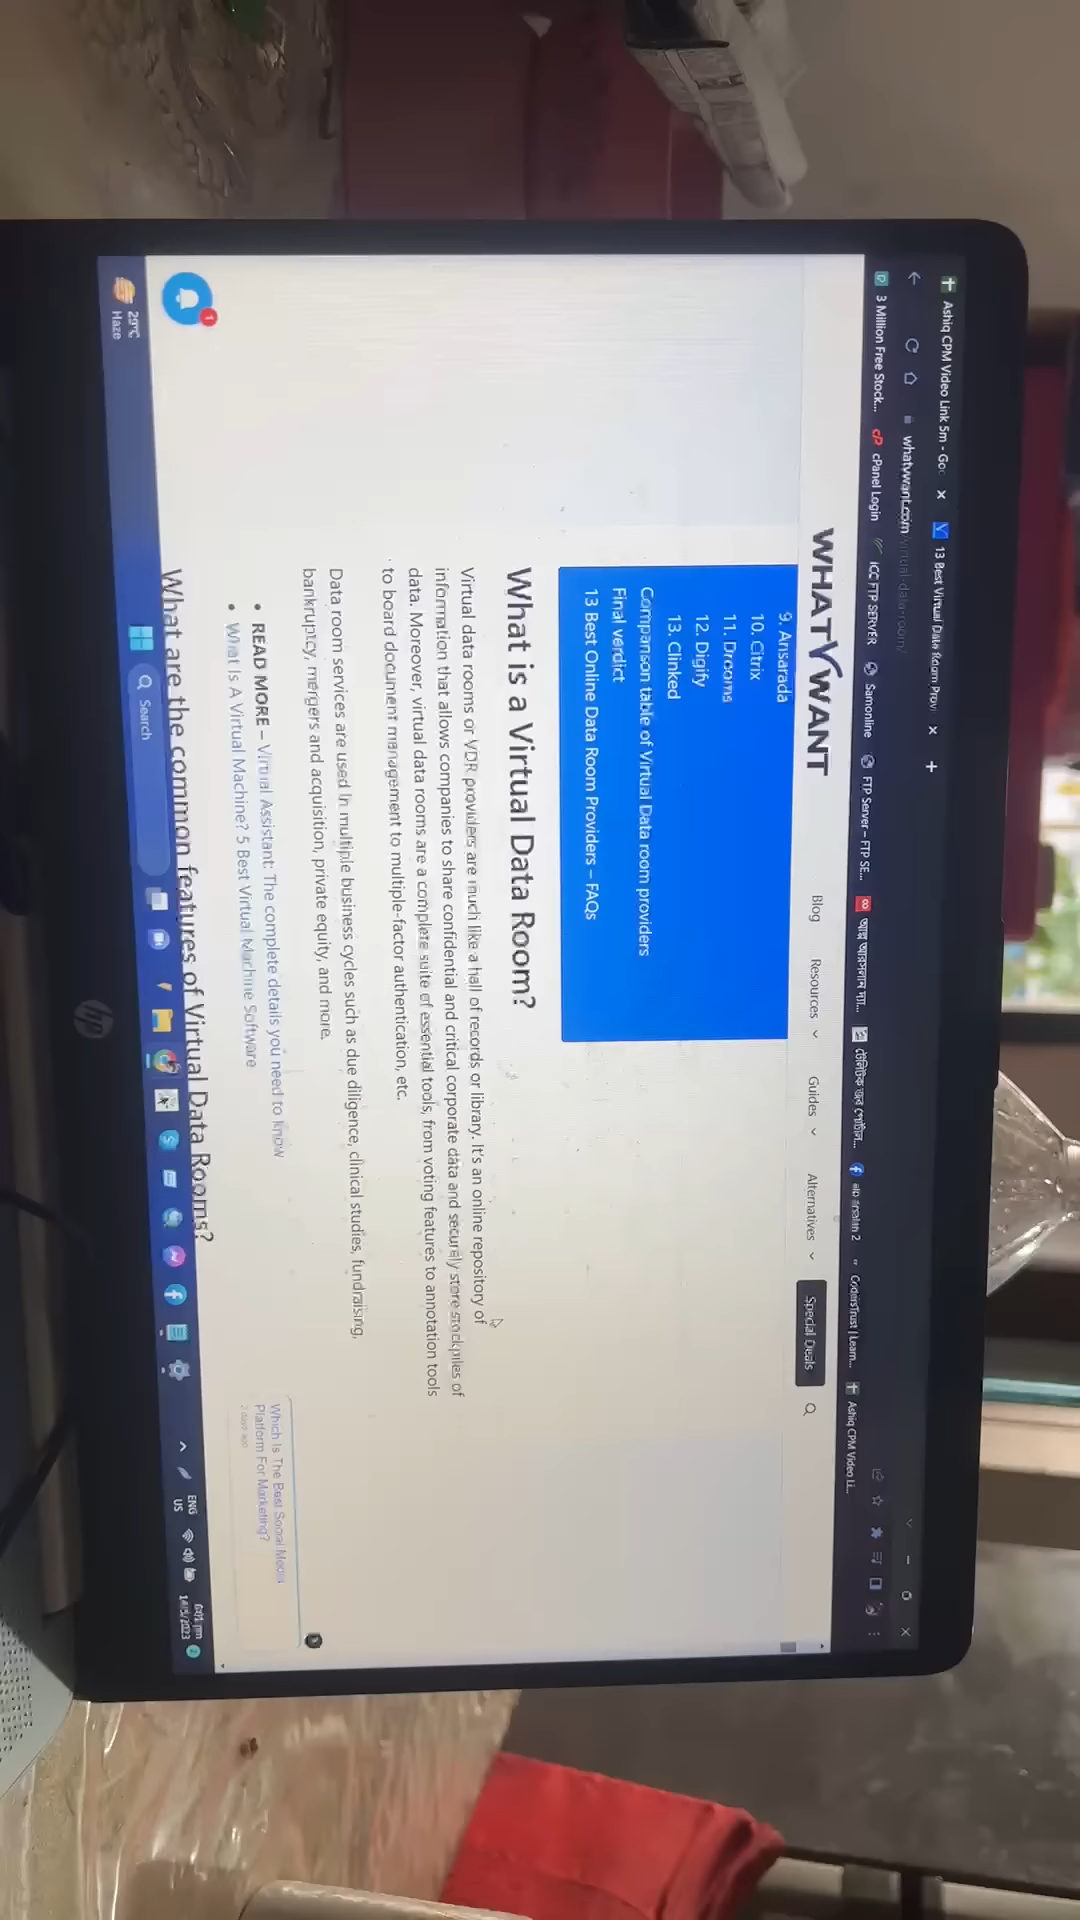 Ashiq CPM Video Link 5m - Goo
13 Best Virtual Data Room Prov
whatvwant.com/virtual-data-room/
3 Million Free Stock...
cPanel Login
ICC FTP SERVER
Samonline
FTP Server – FTP SE...
CodersTrust | Learn...
Ashiq CPM Video Li...
WHATVWANT
Blog
Resources
Guides
Alternatives
Special Deals
9. Ansarada
10. Citrix
11. Drooms
12. Digify
13. Clinked
Comparison table of Virtual Data room providers
Final verdict
13 Best Online Data Room Providers – FAQs
What is a Virtual Data Room?
Virtual data rooms or VDR providers are much like a hall of records or library. It's an online repository of
information that allows companies to share confidential and critical corporate data and securely store stockpiles of
data. Moreover, virtual data rooms are a complete suite of essential tools, from voting features to annotation tools
to board document management to multiple-factor authentication, etc.
Data room services are used in multiple business cycles such as due diligence, clinical studies, fundraising,
bankruptcy, mergers and acquisition, private equity, and more.
• READ MORE – Virtual Assistant: The complete details you need to know
• What Is A Virtual Machine? 5 Best Virtual Machine Software
What are the common features of Virtual Data Rooms?
Which Is The Best Social Media
Platform For Marketing?
2 days ago
1
29°C
Haze
Search
ENG
US
6:01 pm
14/5/2023
2
hp